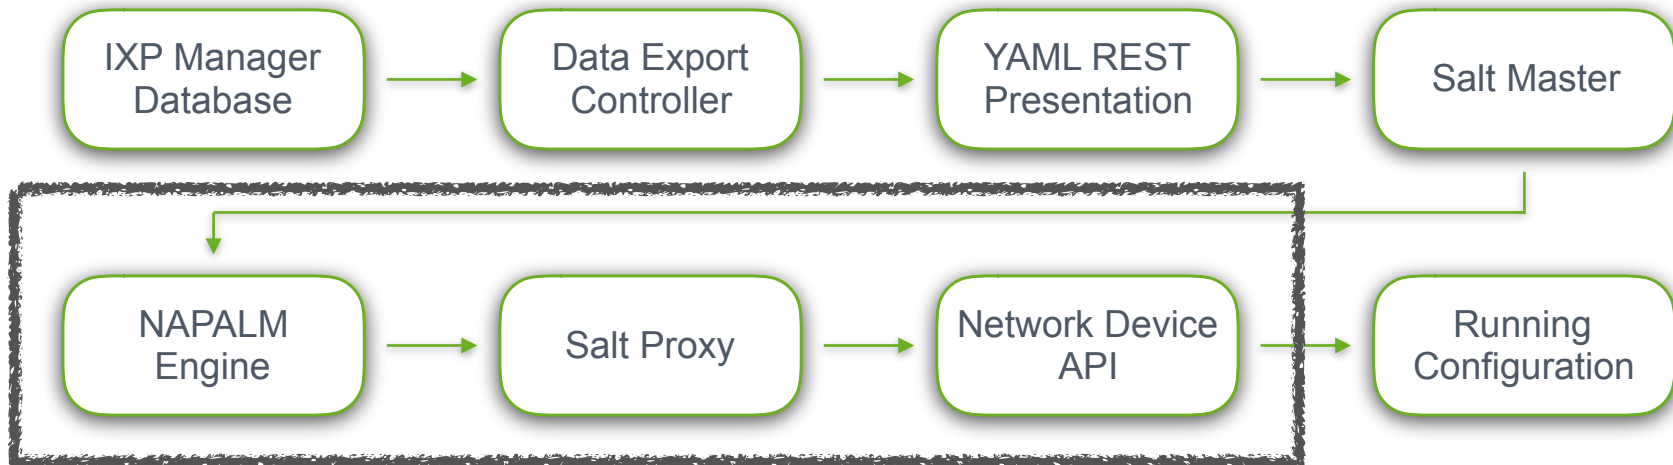 IXP Manager
Database
Data Export
Controller
YAML REST
Presentation
Salt Master
NAPALM
Engine
Salt Proxy
Network Device
API
Running
Configuration